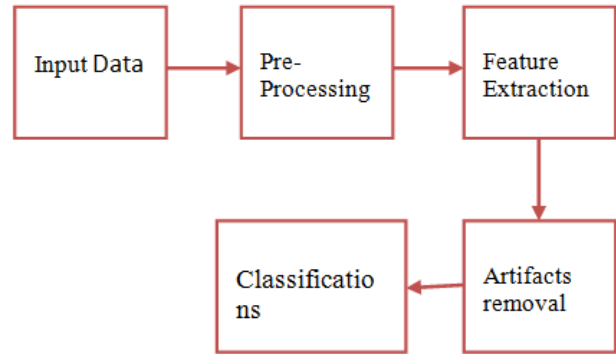 Input Data
Pre-
Processing
Feature
Extraction
Classificatio
ns
Artifacts
removal